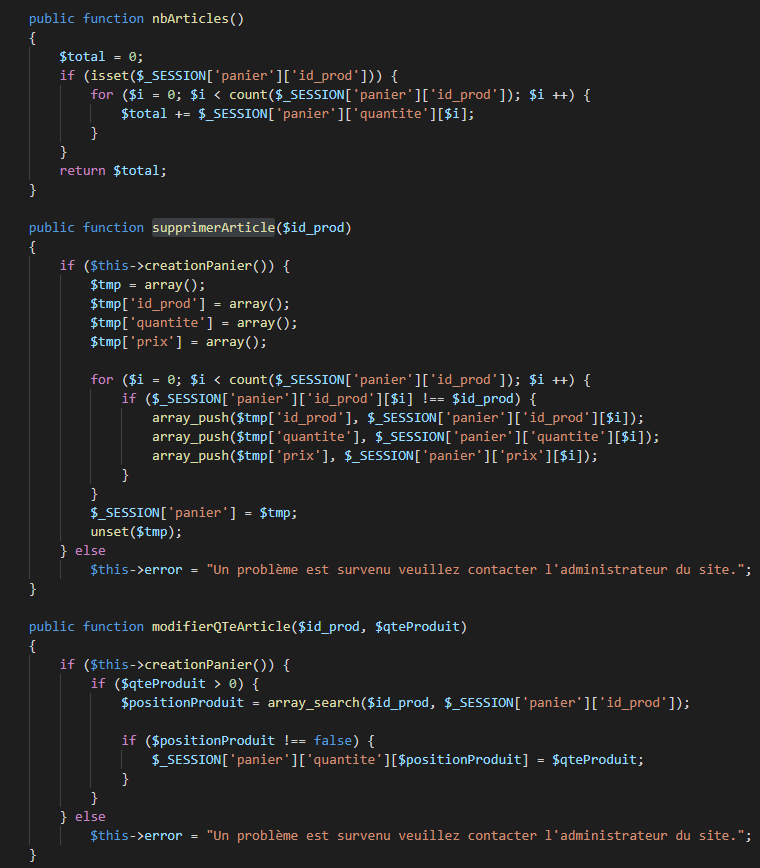 public function nbArticles()
{
$total = 0;
if (isset($_SESSION['panier']['id_prod'])) {
for ($i = 0; $i < count($_SESSION['panier']['id_prod']); $i ++) {
$total += $_SESSION['panier']['quantite'][$i];
}
}
return $total;
}
public function supprimerArticle($id_prod)
{
if ($this->creationPanier()) {
$tmp = array();
$tmp['id_prod'] = array();
$tmp['quantite'] = array();
$tmp['prix'] = array();
for ($i = 0; $i < count($_SESSION['panier']['id_prod']); $i ++) {
if ($_SESSION['panier']['id_prod'][$i] !== $id_prod) {
array_push($tmp['id_prod'], $_SESSION['panier']['id_prod'][$i]);
array_push($tmp['quantite'], $_SESSION['panier']['quantite'][$i]);
array_push($tmp['prix'], $_SESSION['panier']['prix'][$i]);
}
}
$_SESSION['panier'] = $tmp;
unset($tmp);
} else
$this->error = "Un problème est survenu veuillez contacter l'administrateur du site.";
}
public function modifierQTeArticle($id_prod, $qteProduit)
{
if ($this->creationPanier()) {
if ($qteProduit > 0) {
$positionProduit = array_search($id_prod, $_SESSION['panier']['id_prod']);
if ($positionProduit !== false) {
$_SESSION['panier']['quantite'][$positionProduit] = $qteProduit;
}
}
} else
$this->error = "Un problème est survenu veuillez contacter l'administrateur du site.";
}